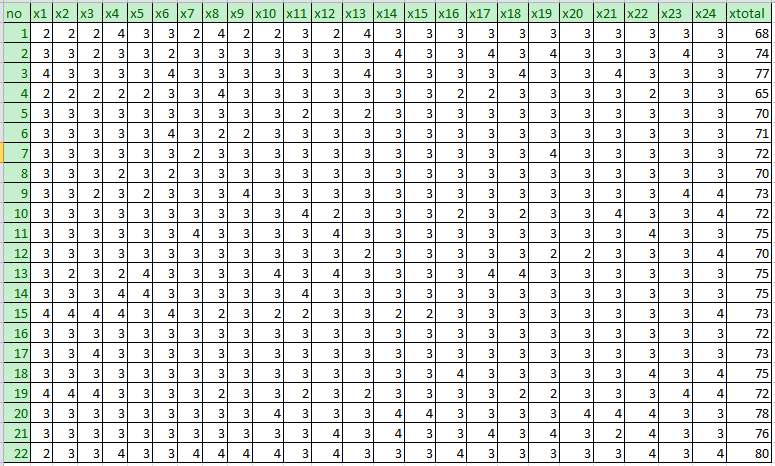 no x1 x2 x3 x4 x5 x6 x7 x8 x9 x10 x11 x12 x13 x14 x15 x16 x17 x18 x19 x20 x21 x22 x23 x24 xtotal
1 2 2 2 4 3 3 2 4 2 2 3 2 4 3 3 3 3 3 3 3 3 3 3 3 68
2 3 3 2 3 3 2 3 3 3 3 3 3 3 4 3 3 4 3 4 3 3 3 4 3 74
3 4 3 3 3 3 4 3 3 3 3 3 3 4 3 3 3 3 4 3 3 4 3 3 3 77
4 2 2 2 2 2 3 3 4 3 3 3 3 3 3 3 2 2 3 3 3 3 2 3 3 65
5 3 3 3 3 3 3 3 3 3 3 2 3 2 3 3 3 3 3 3 3 3 3 3 3 70
6 3 3 3 3 3 4 3 2 2 3 3 3 3 3 3 3 3 3 3 3 3 3 3 3 71
7 3 3 3 3 3 3 2 3 3 3 3 3 3 3 3 3 3 3 4 3 3 3 3 3 72
8 3 3 3 2 3 2 3 3 3 3 3 3 3 3 3 3 3 3 3 3 3 3 3 3 70
9 3 3 2 3 2 3 3 3 4 3 3 3 3 3 3 3 3 3 3 3 3 3 4 4 73
10 3 3 3 3 3 3 3 3 3 3 4 2 3 3 3 2 3 2 3 3 4 3 3 4 72
11 3 3 3 3 3 3 4 3 3 3 3 4 3 3 3 3 3 3 3 3 3 4 3 3 75
12 3 3 3 3 3 3 3 3 3 3 3 3 2 3 3 3 3 3 2 2 3 3 3 4 70
13 3 2 3 2 4 3 3 3 3 4 3 4 3 3 3 3 4 4 3 3 3 3 3 3 75
14 3 3 3 4 4 3 3 3 3 3 4 3 3 3 3 3 3 3 3 3 3 3 3 3 75
15 4 4 4 4 3 4 3 2 3 2 2 3 3 2 2 3 3 3 3 3 3 3 3 4 73
16 3 3 3 3 3 3 3 3 3 3 3 3 3 3 3 3 3 3 3 3 3 3 3 3 72
17 3 3 4 3 3 3 3 3 3 3 3 3 3 3 3 3 3 3 3 3 3 3 3 3 73
18 3 3 3 3 3 3 3 3 3 3 3 3 3 3 3 4 3 3 3 3 3 4 3 4 75
19 4 4 4 3 3 3 3 2 3 3 2 3 2 3 3 3 3 2 2 3 3 3 4 4 72
20 3 3 3 3 3 3 3 3 3 4 3 3 3 4 4 3 3 3 3 4 4 4 3 3 78
21 3 3 3 3 3 3 3 3 3 3 3 4 3 4 3 3 4 3 4 3 2 4 3 3 76
22 2 3 3 4 3 3 4 4 4 4 3 3 4 3 3 4 3 3 3 3 3 4 3 4 80